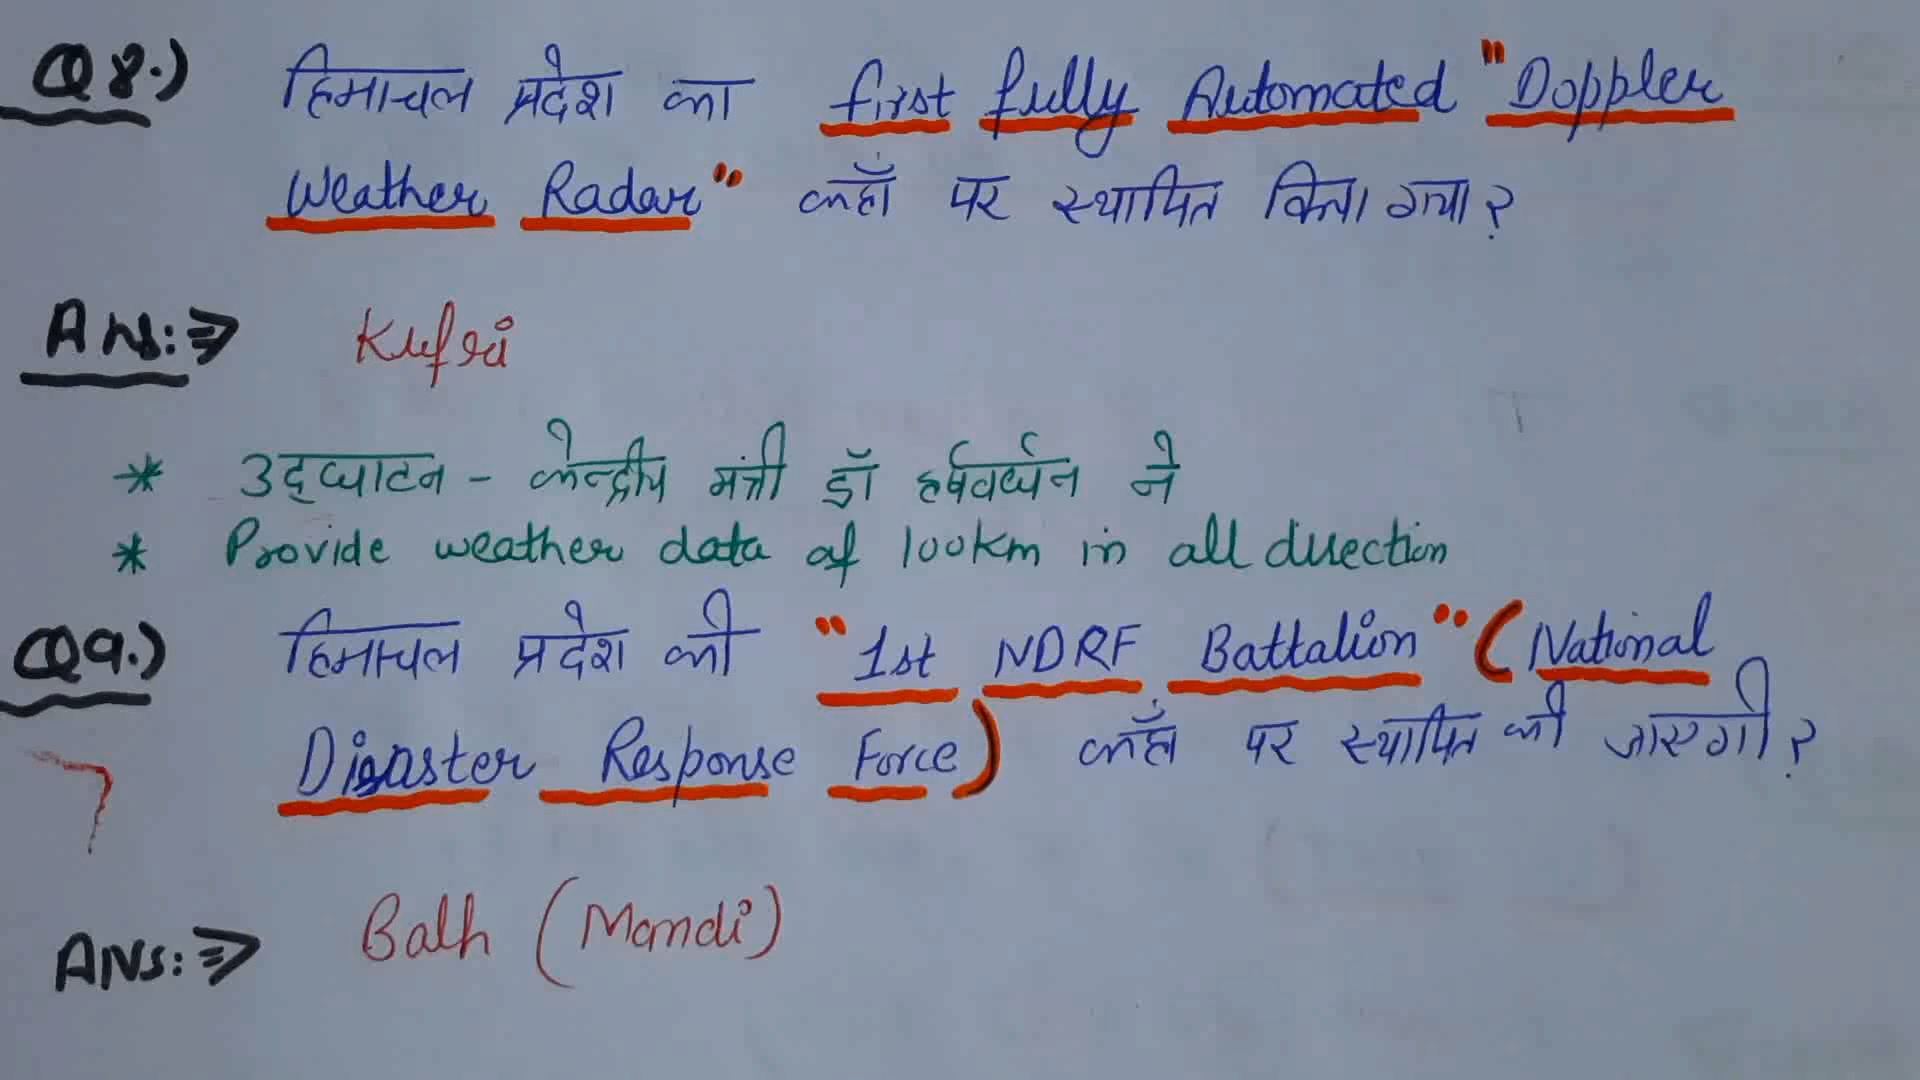 Q8.) हिमाचल प्रदेश का first fully Automated "Doppler
Weather Radar" कहाँ पर स्थापित किया गया?
Ans:⇒ Kufri
* उद्घाटन - केन्द्रीय मंत्री डॉ हर्षवर्धन ने
* Provide weather data of 100km in all direction
Q9.) हिमाचल प्रदेश की "1st NDRF Battalion" (National
Disaster Response Force) कहाँ पर स्थापित की जाएगी?
ANS:⇒ Balh (Mandi)